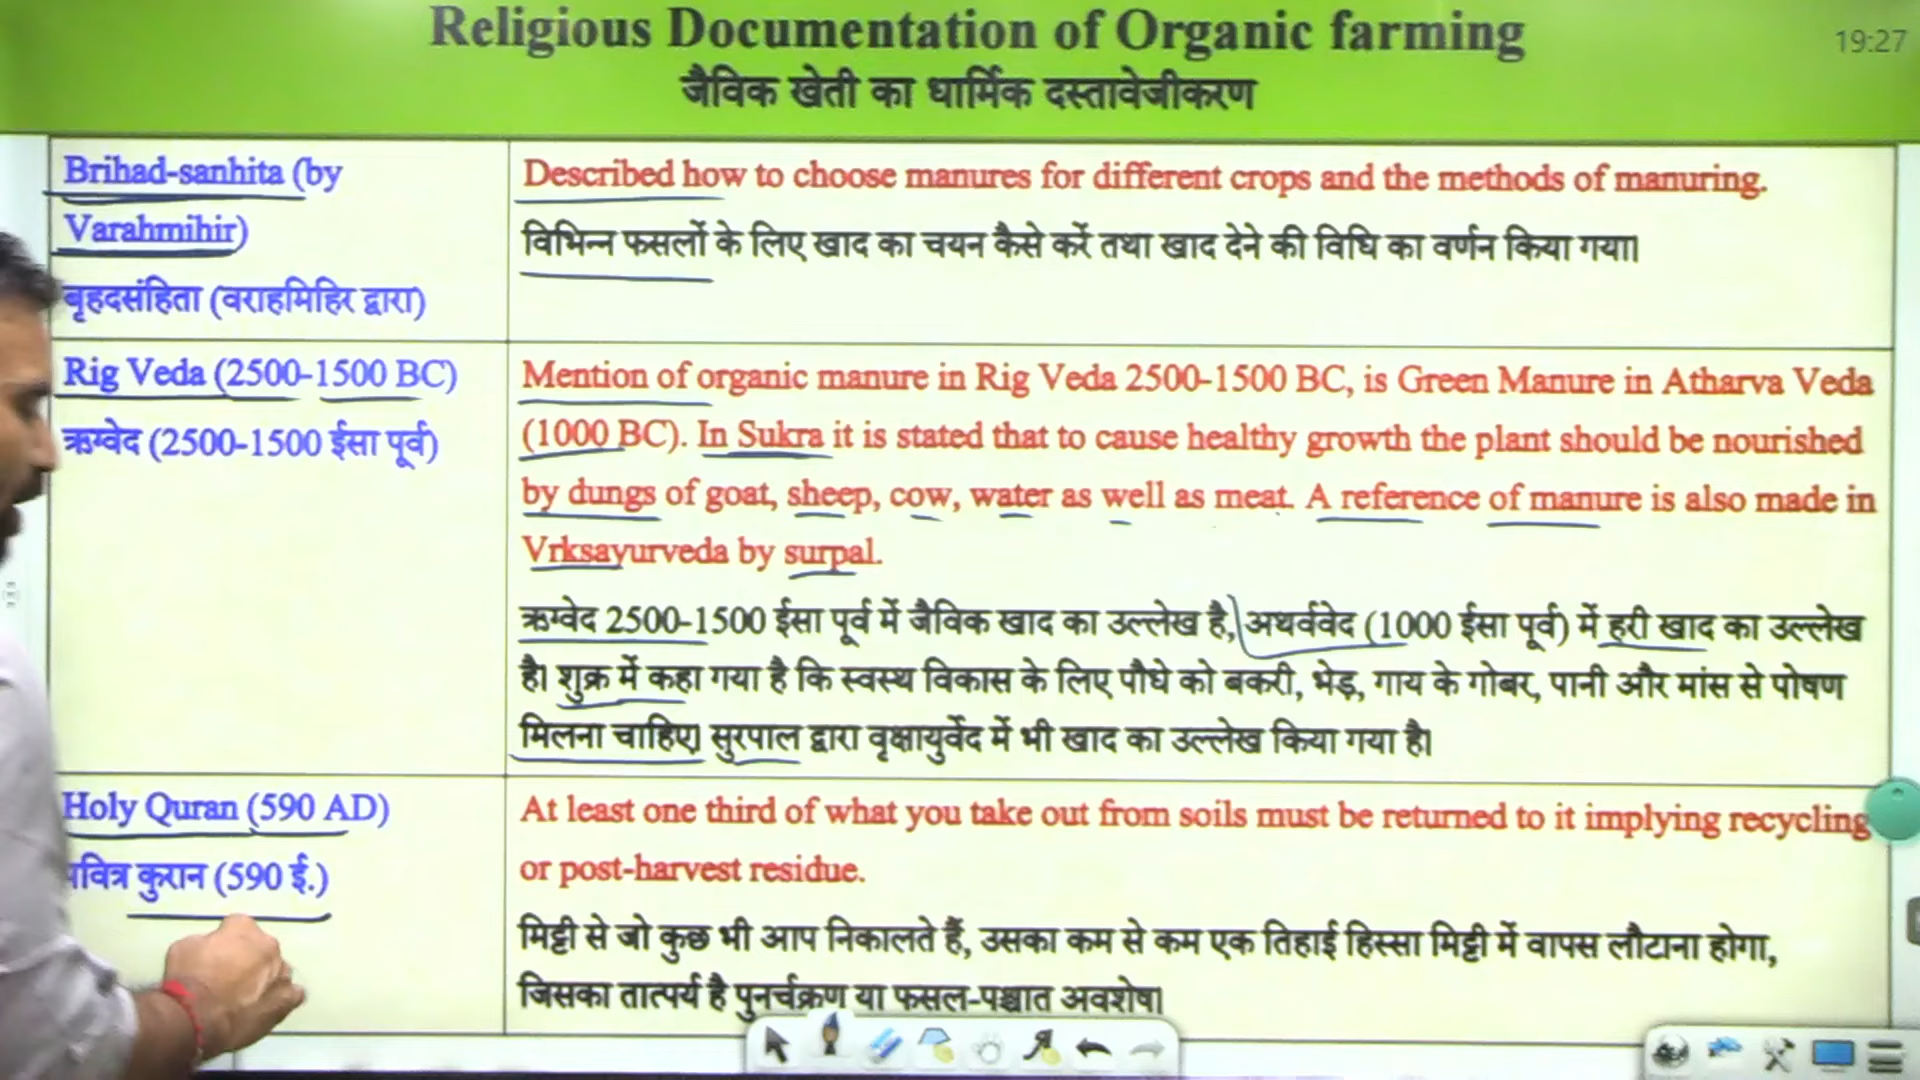 Religious Documentation of Organic farming
19:27
जैविक खेती का धार्मिक दस्तावेजीकरण
Brihad-sanhita (by
Varahmihir)
बृहदसंहिता (वराहमिहिर द्वारा)
Described how to choose manures for different crops and the methods of manuring.
विभिन्न फसलों के लिए खाद का चयन कैसे करें तथा खाद देने की विधि का वर्णन किया गया।
Rig Veda (2500-1500 BC)
ऋग्वेद (2500-1500 ईसा पूर्व)
Mention of organic manure in Rig Veda 2500-1500 BC, is Green Manure in Atharva Veda
(1000 BC). In Sukra it is stated that to cause healthy growth the plant should be nourished
by dungs of goat, sheep, cow, water as well as meat. A reference of manure is also made in
Vrksayurveda by surpal.
ऋग्वेद 2500-1500 ईसा पूर्व में जैविक खाद का उल्लेख है, अथर्ववेद (1000 ईसा पूर्व) में हरी खाद का उल्लेख
है। शुक्र में कहा गया है कि स्वस्थ विकास के लिए पौधे को बकरी, भेड़, गाय के गोबर, पानी और मांस से पोषण
मिलना चाहिए। सुरपाल द्वारा वृक्षायुर्वेद में भी खाद का उल्लेख किया गया है।
Holy Quran (590 AD)
पवित्र कुरान (590 ई.)
At least one third of what you take out from soils must be returned to it implying recycling
or post-harvest residue.
मिट्टी से जो कुछ भी आप निकालते हैं, उसका कम से कम एक तिहाई हिस्सा मिट्टी में वापस लौटाना होगा,
जिसका तात्पर्य है पुनर्चक्रण या फसल-पश्चात अवशेष।